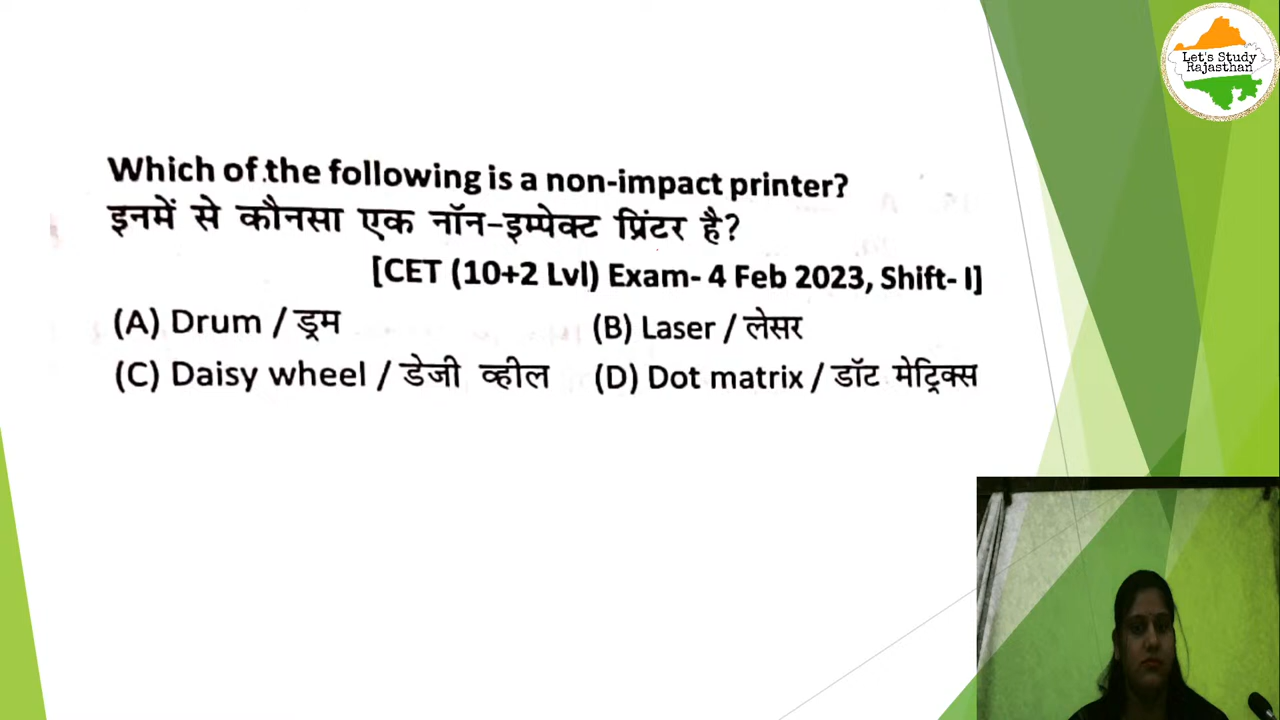 Let's Study
Rajasthan
Which of the following is a non-impact printer?
इनमें से कौनसा एक नॉन-इम्पेक्ट प्रिंटर है?
[CET (10+2 Lvl) Exam- 4 Feb 2023, Shift- I]
(A) Drum / ड्रम (B) Laser / लेसर
(C) Daisy wheel / डेजी व्हील (D) Dot matrix / डॉट मेट्रिक्स